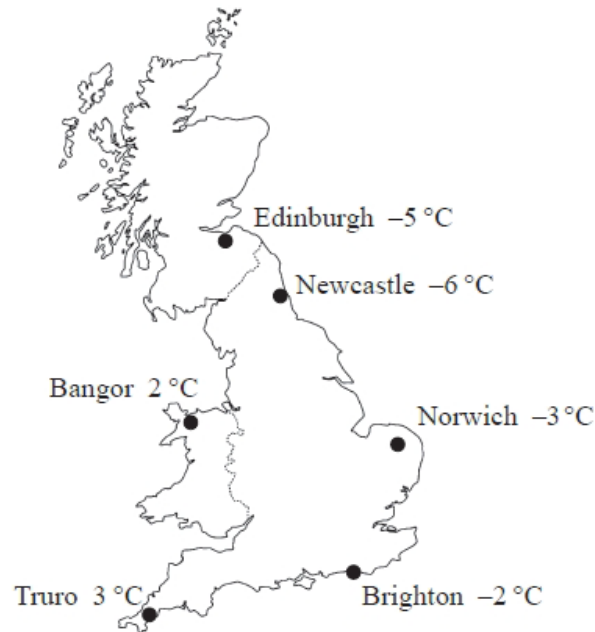 Edinburgh –5 °C
Newcastle –6 °C
Bangor 2 °C
Norwich –3 °C
Truro 3 °C
Brighton –2 °C